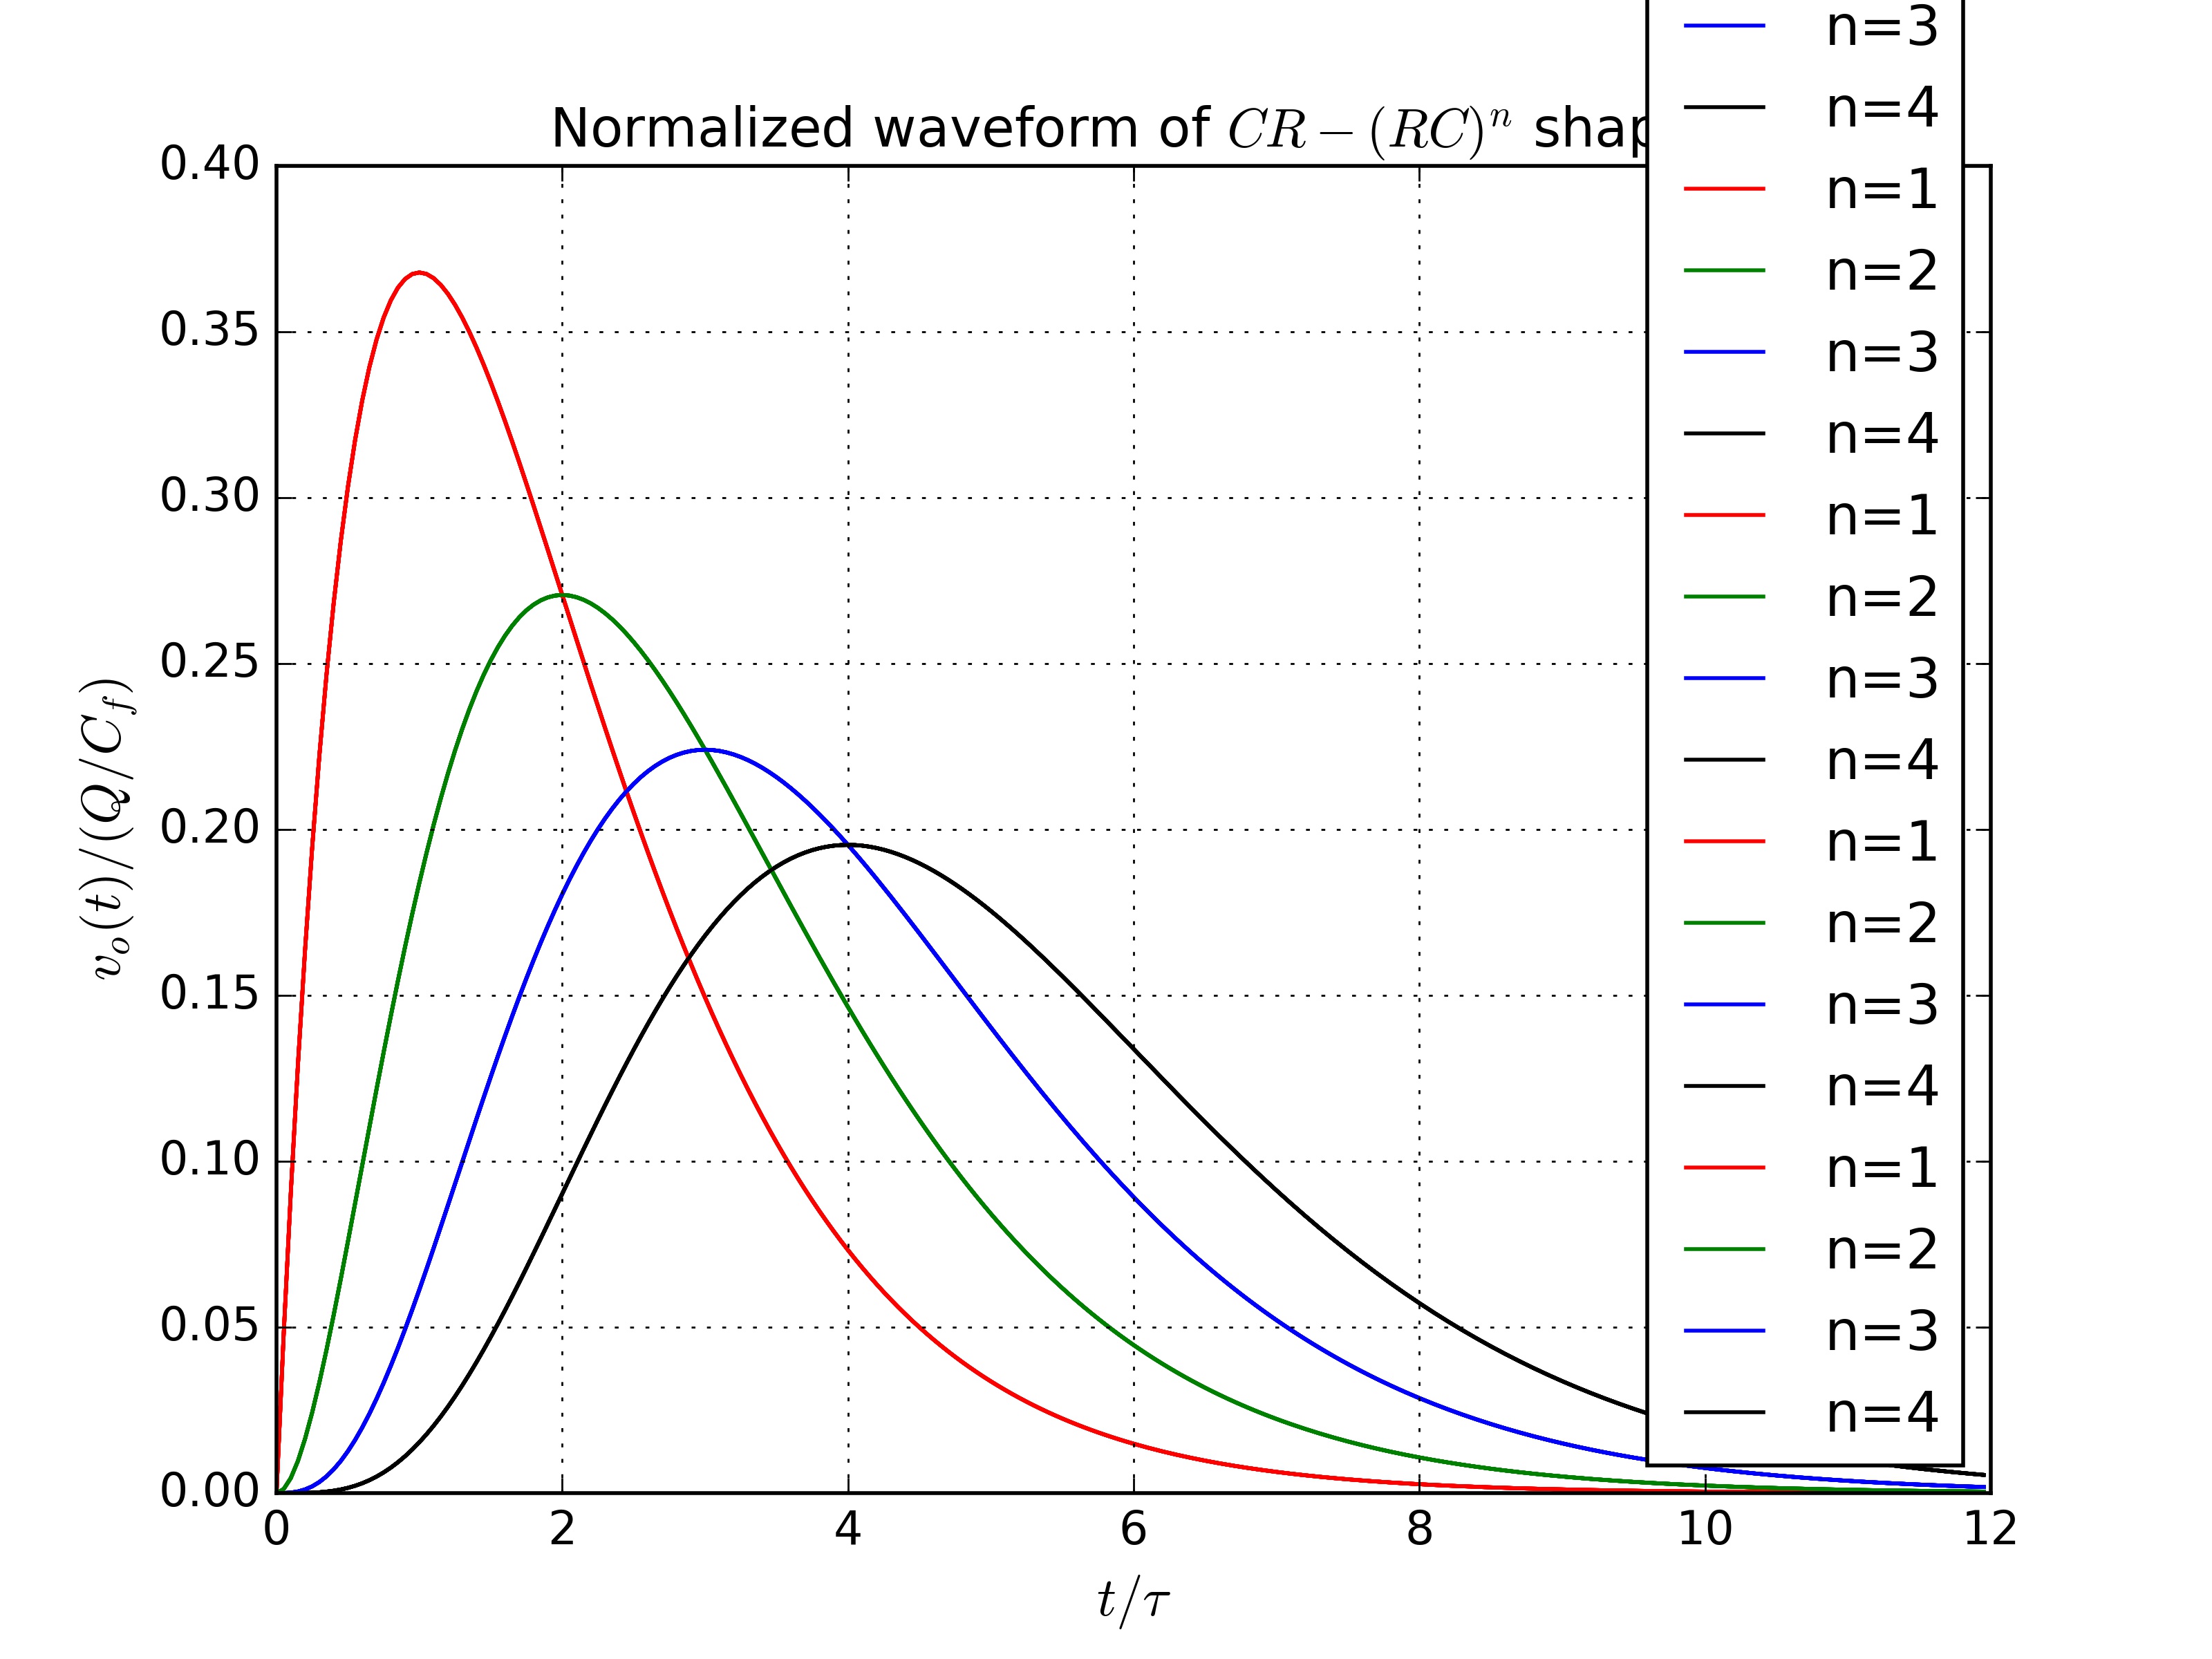 Normalized waveform of CR − (RC)^n shap
0.40
0.35
0.30
0.25
0.20
0.15
0.10
0.05
0.00
v_o(t)/(Q/C_f)
0 2 4 6 8 10 12
t/τ
n=3
n=4
n=1
n=2
n=3
n=4
n=1
n=2
n=3
n=4
n=1
n=2
n=3
n=4
n=1
n=2
n=3
n=4